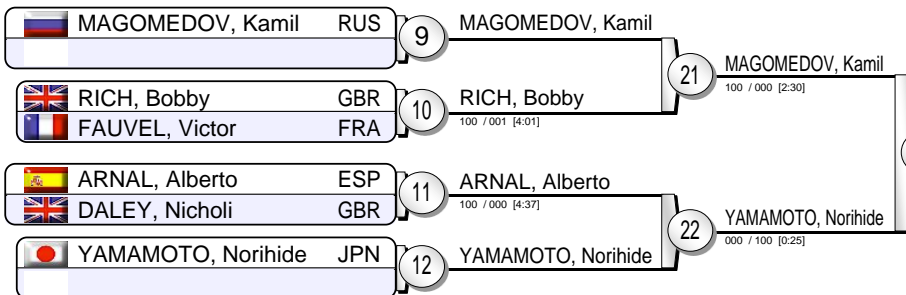 MAGOMEDOV, Kamil RUS
9
MAGOMEDOV, Kamil
RICH, Bobby GBR
FAUVEL, Victor FRA
10
RICH, Bobby
100 / 001 [4:01]
21
MAGOMEDOV, Kamil
100 / 000 [2:30]
ARNAL, Alberto ESP
DALEY, Nicholi GBR
11
ARNAL, Alberto
100 / 000 [4:37]
YAMAMOTO, Norihide JPN
12
YAMAMOTO, Norihide
22
YAMAMOTO, Norihide
000 / 100 [0:25]